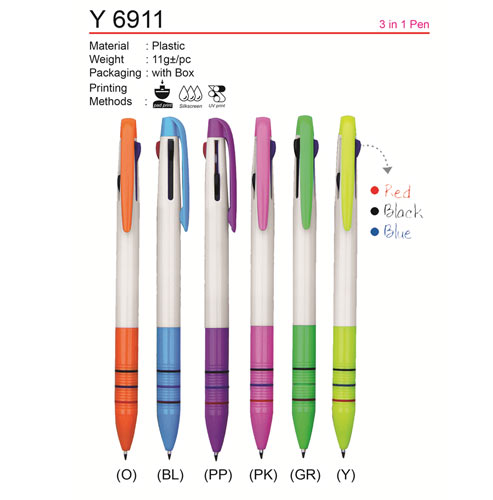 Y 6911
3 in 1 Pen
Material : Plastic
Weight : 11g±/pc
Packaging : with Box
Printing
Methods :
pad print
Silkscreen
UV print
Red
Black
Blue
(O) (BL) (PP) (PK) (GR) (Y)